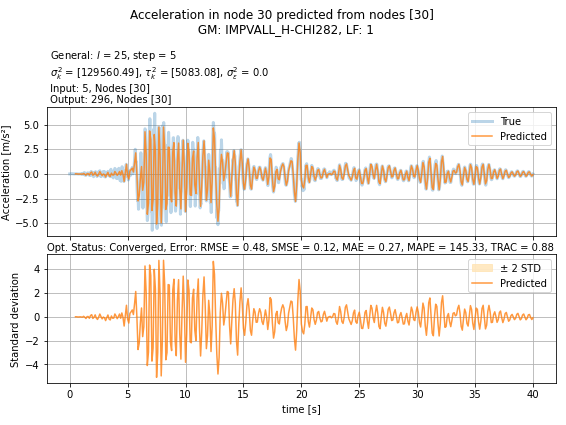 Acceleration in node 30 predicted from nodes [30]
GM: IMPVALL_H-CHI282, LF: 1
General: l = 25, step = 5
σ²ₖ = [129560.49], τ²ₖ = [5083.08], σ²ε = 0.0
Input: 5, Nodes [30]
Output: 296, Nodes [30]
True
Predicted
Acceleration [m/s²]
5.0
2.5
0.0
−2.5
−5.0
Opt. Status: Converged, Error: RMSE = 0.48, SMSE = 0.12, MAE = 0.27, MAPE = 145.33, TRAC = 0.88
± 2 STD
Predicted
Standard deviation
4
2
0
−2
−4
0 5 10 15 20 25 30 35 40
time [s]